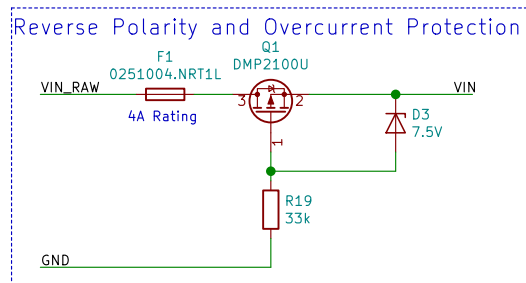 Reverse Polarity and Overcurrent Protection
F1
0251004.NRT1L
4A Rating
VIN_RAW
Q1
DMP2100U
3
2
1
VIN
D3
7.5V
R19
33k
GND